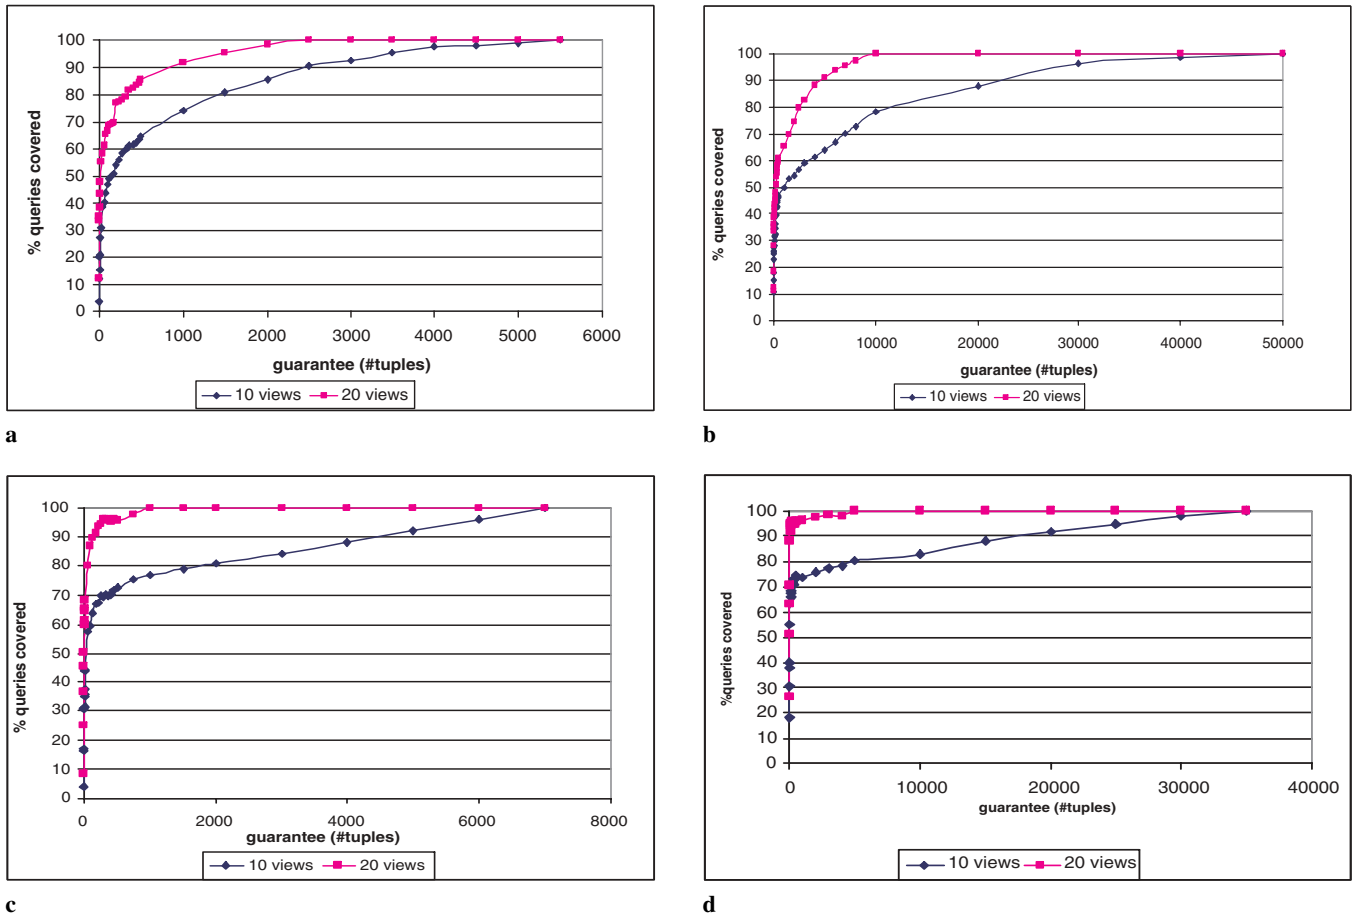 100
90
80
70
60
50
40
30
20
10
0
% queries covered
0 1000 2000 3000 4000 5000 6000
guarantee (#tuples)
10 views 20 views
a
100
90
80
70
60
50
40
30
20
10
0
% queries covered
0 10000 20000 30000 40000 50000
guarantee (#tuples)
10 views 20 views
b
100
90
80
70
60
50
40
30
20
10
0
% queries covered
0 2000 4000 6000 8000
guarantee (#tuples)
10 views 20 views
c
100
90
80
70
60
50
40
30
20
10
0
%queries covered
0 10000 20000 30000 40000
guarantee (#tuples)
10 views 20 views
d